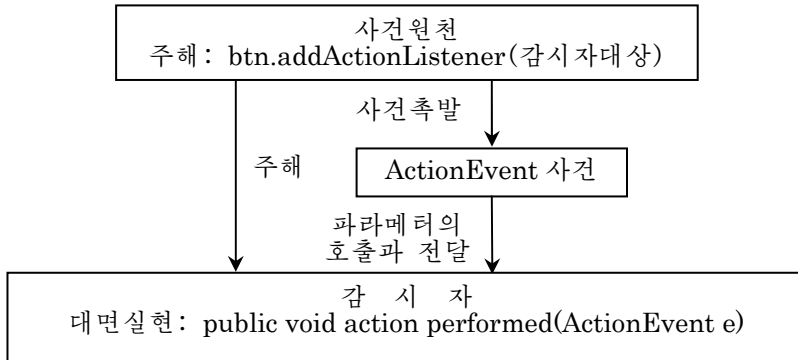 사건원천
주해: btn.addActionListener(감시자대상)
사건촉발
주해
ActionEvent 사건
파라메터의
호출과 전달
감 시 자
대면실현: public void action performed(ActionEvent e)